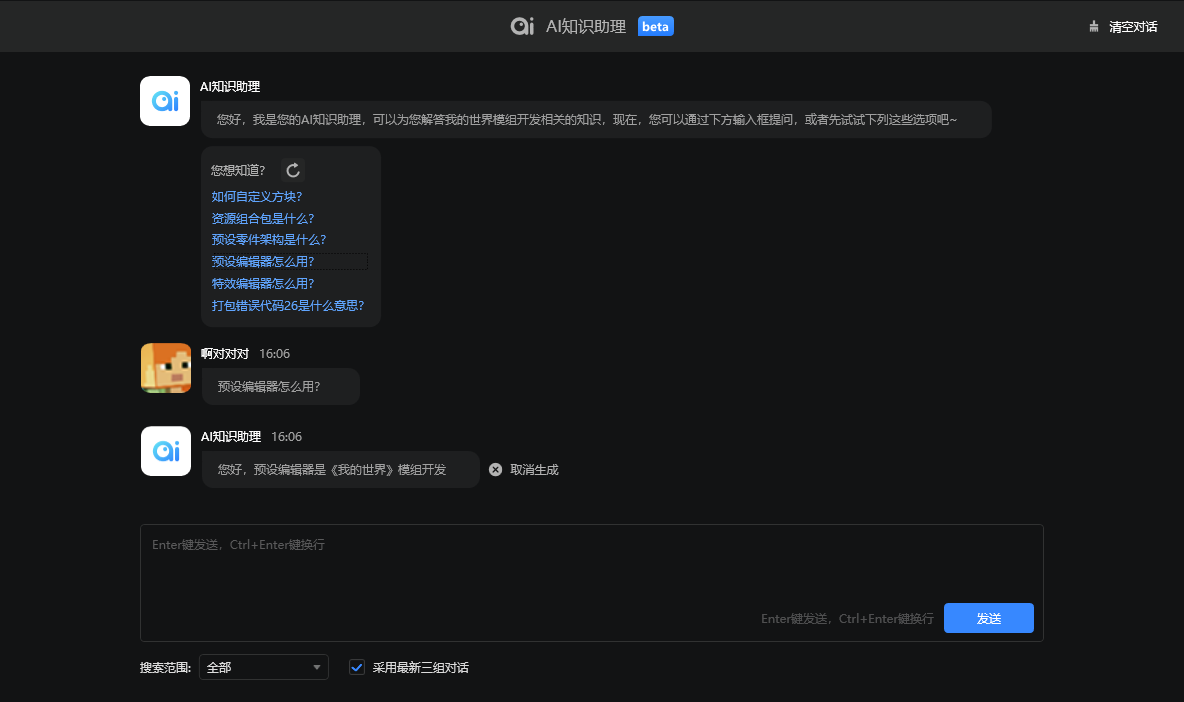 ai AI知识助理 beta
清空对话
AI知识助理
您好，我是您的AI知识助理，可以为您解答我的世界模组开发相关的知识，现在，您可以通过下方输入框提问，或者先试试下列这些选项吧~
您想知道?
如何自定义方块?
资源组合包是什么?
预设零件架构是什么?
预设编辑器怎么用?
特效编辑器怎么用?
打包错误代码26是什么意思?
啊对对对 16:06
预设编辑器怎么用?
ai
AI知识助理 16:06
您好，预设编辑器是《我的世界》模组开发
取消生成
Enter键发送，Ctrl+Enter键换行
Enter键发送，Ctrl+Enter键换行
发送
搜索范围: 全部
采用最新三组对话